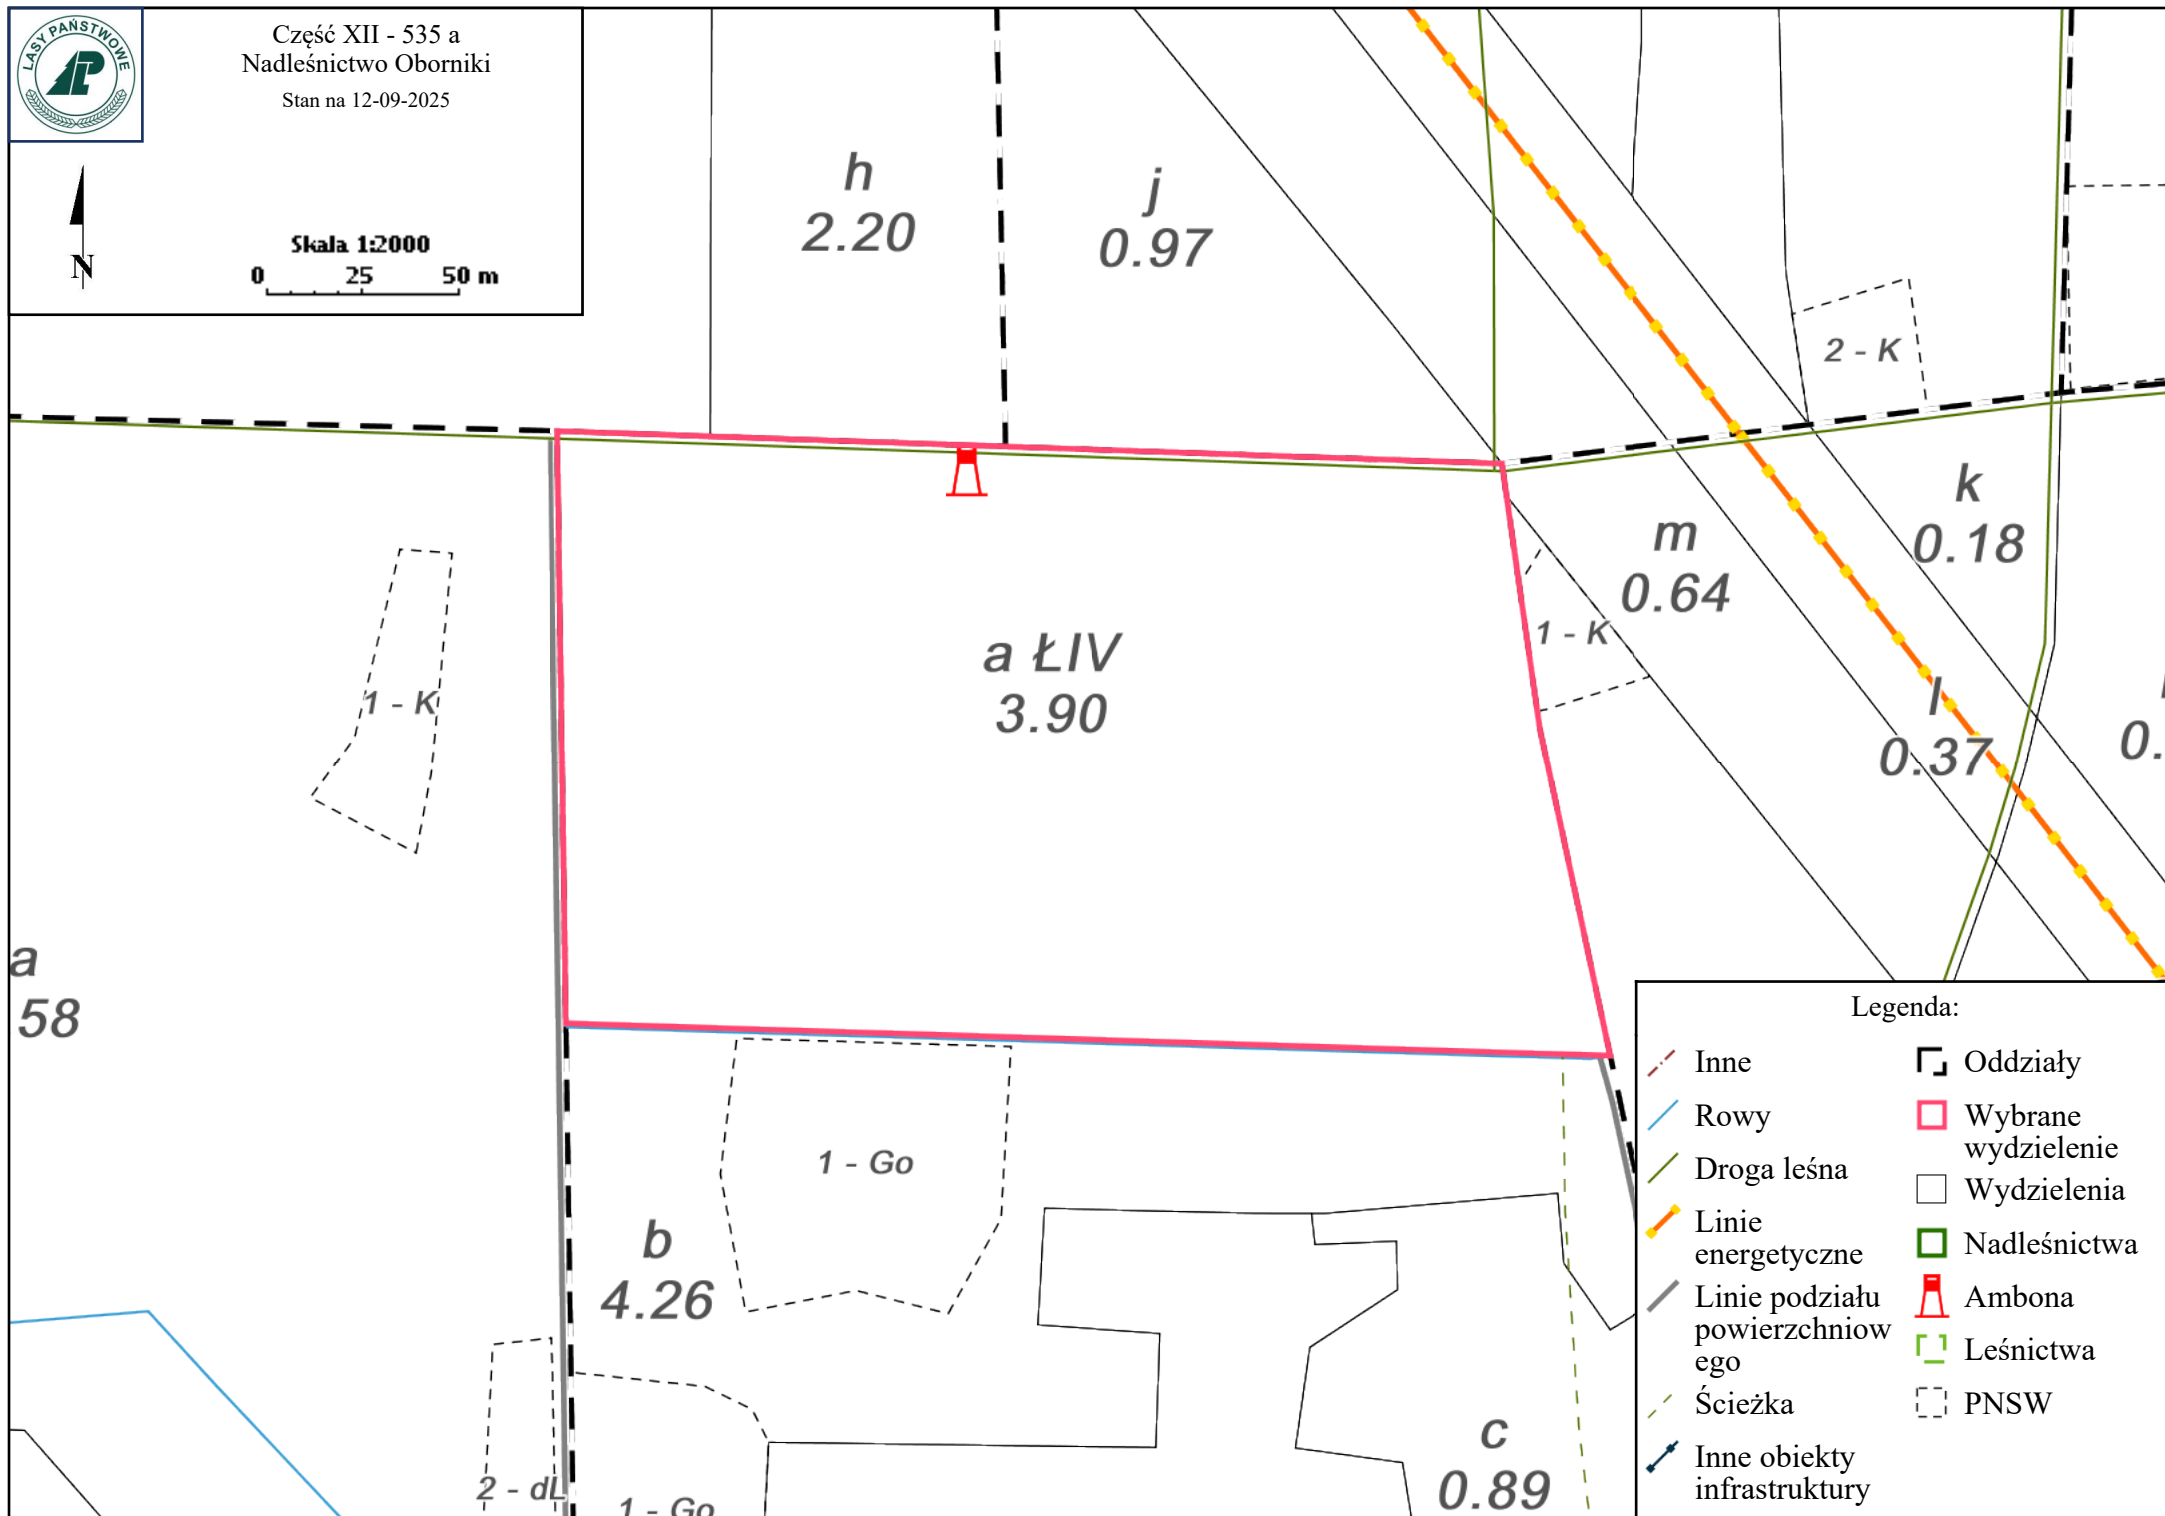 LASY PAŃSTWOWE
LP
Część XII - 535 a
Nadleśnictwo Oborniki
Stan na 12-09-2025
N
Skala 1:2000
0 25 50 m
h
2.20
j
0.97
2 - K
k
0.18
m
0.64
1 - K
a ŁIV
3.90
1 - K
l
0.37
0.
a
58
1 - Go
b
4.26
2 - dL
1 - Go
c
0.89
Legenda:
Inne
Rowy
Droga leśna
Linie
energetyczne
Linie podziału
powierzchniow
ego
Ścieżka
Inne obiekty
infrastruktury
Oddziały
Wybrane
wydzielenie
Wydzielenia
Nadleśnictwa
Ambona
Leśnictwa
PNSW